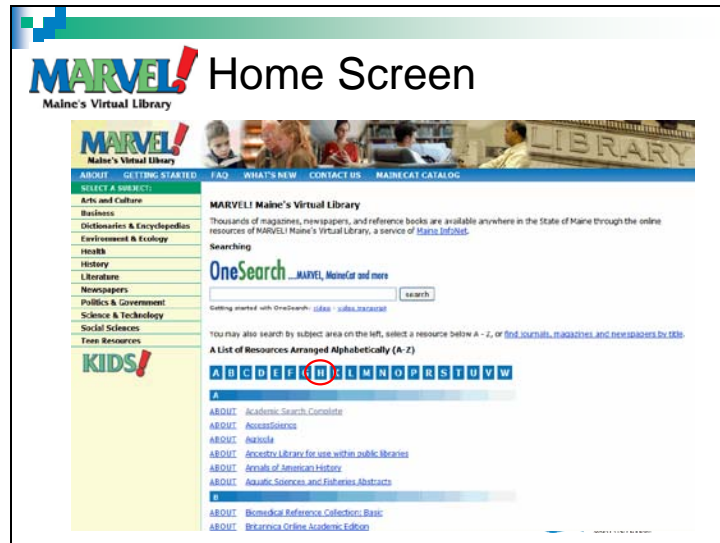 MARVEL!
Maine's Virtual Library
Home Screen
MARVEL!
Maine's Virtual Library
LIBRARY
ABOUT GETTING STARTED FAQ WHAT'S NEW CONTACT US MAINECAT CATALOG
SELECT A SUBJECT:
Arts and Culture
Business
Dictionaries & Encyclopedias
Environment & Ecology
Health
History
Literature
Newspapers
Politics & Government
Science & Technology
Social Sciences
Teen Resources
KIDS!
MARVEL! Maine's Virtual Library
Thousands of magazines, newspapers, and reference books are available anywhere in the State of Maine through the online
resources of MARVEL! Maine's Virtual Library, a service of Maine InfoNet.
Searching
OneSearch ...MARVEL, MaineCat and more
search
Getting started with OneSearch: video - video transcript
You may also search by subject area on the left, select a resource below A - Z, or find journals, magazines and newspapers by title.
A List of Resources Arranged Alphabetically (A-Z)
A B C D E F G H K L M N O P R S T U V W
A
ABOUT Academic Search Complete
ABOUT AccessScience
ABOUT Agricola
ABOUT Ancestry Library for use within public libraries
ABOUT Annals of American History
ABOUT Aquatic Sciences and Fisheries Abstracts
B
ABOUT Biomedical Reference Collection: Basic
ABOUT Britannica Online Academic Edition